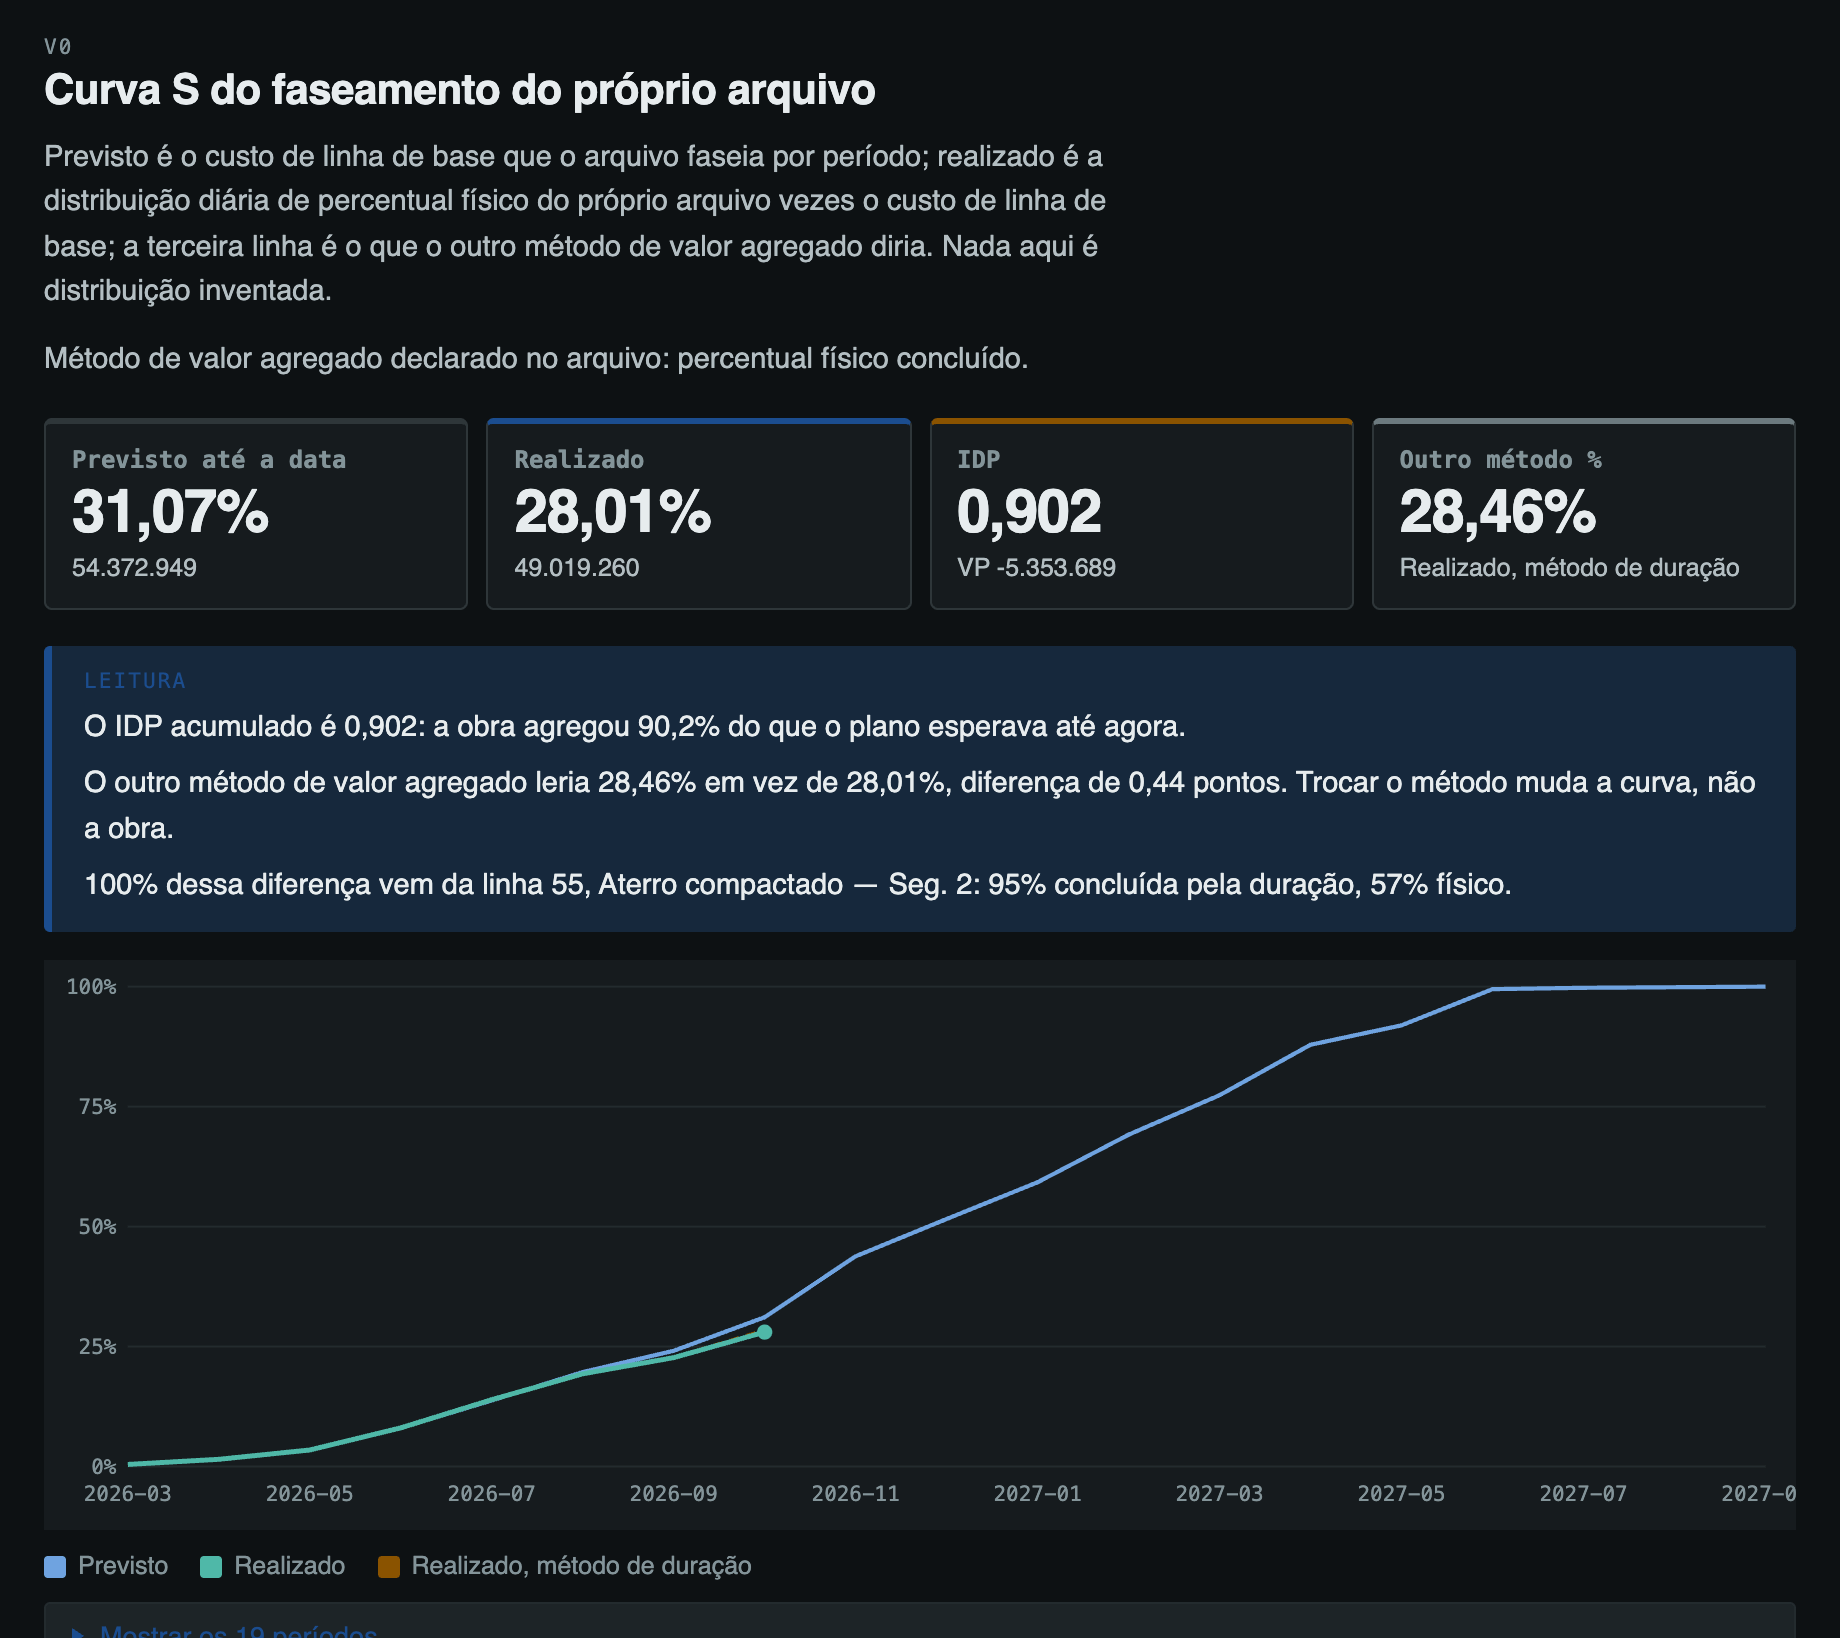 V0
Curva S do faseamento do próprio arquivo
Previsto é o custo de linha de base que o arquivo faseia por período; realizado é a
distribuição diária de percentual físico do próprio arquivo vezes o custo de linha de
base; a terceira linha é o que o outro método de valor agregado diria. Nada aqui é
distribuição inventada.
Método de valor agregado declarado no arquivo: percentual físico concluído.
Previsto até a data
31,07%
54.372.949
Realizado
28,01%
49.019.260
IDP
0,902
VP -5.353.689
Outro método %
28,46%
Realizado, método de duração
LEITURA
O IDP acumulado é 0,902: a obra agregou 90,2% do que o plano esperava até agora.
O outro método de valor agregado leria 28,46% em vez de 28,01%, diferença de 0,44 pontos. Trocar o método muda a curva, não
a obra.
100% dessa diferença vem da linha 55, Aterro compactado — Seg. 2: 95% concluída pela duração, 57% físico.
100%
75%
50%
25%
0%
2026-03 2026-05 2026-07 2026-09 2026-11 2027-01 2027-03 2027-05 2027-07 2027-0
Previsto Realizado Realizado, método de duração
Mostrar os 19 períodos